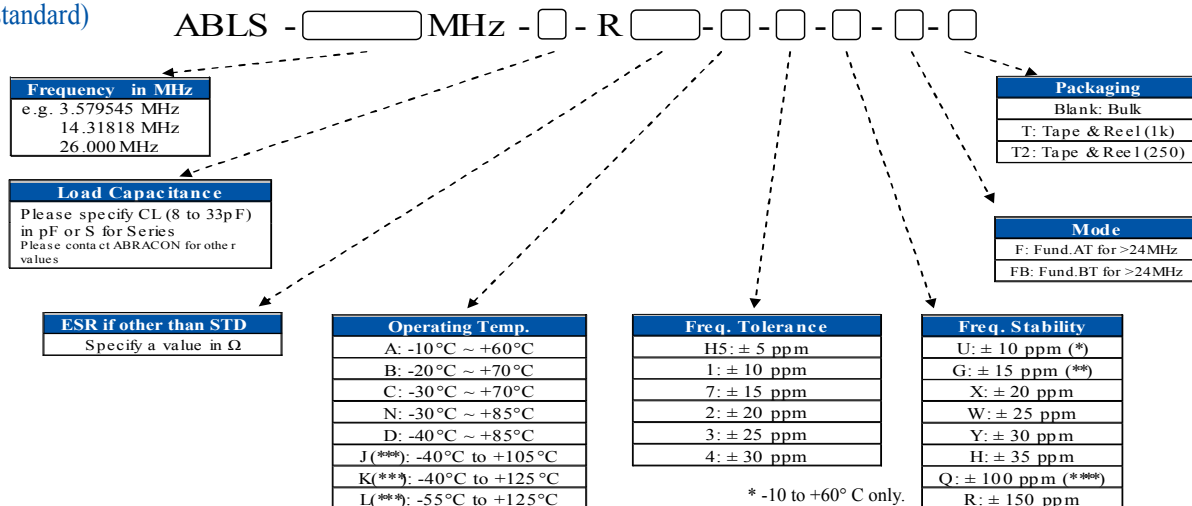 standard)
ABLS - MHz - - R - - - - -
Frequency in MHz
e.g. 3.579545 MHz
14.31818 MHz
26.000 MHz
Load Capacitance
Please specify CL (8 to 33pF)
in pF or S for Series
Please contact ABRACON for other
values
ESR if other than STD
Specify a value in Ω
Operating Temp.
A: -10°C ~ +60°C
B: -20°C ~ +70°C
C: -30°C ~ +70°C
N: -30°C ~ +85°C
D: -40°C ~ +85°C
J(***): -40°C to +105°C
K(***): -40°C to +125°C
L(***): -55°C to +125°C
Freq. Tolerance
H5: ± 5 ppm
1: ± 10 ppm
7: ± 15 ppm
2: ± 20 ppm
3: ± 25 ppm
4: ± 30 ppm
* -10 to +60° C only.
Freq. Stability
U: ± 10 ppm (*)
G: ± 15 ppm (**)
X: ± 20 ppm
W: ± 25 ppm
Y: ± 30 ppm
H: ± 35 ppm
Q: ± 100 ppm (****)
R: ± 150 ppm
Mode
F: Fund.AT for >24MHz
FB: Fund.BT for >24MHz
Packaging
Blank: Bulk
T: Tape & Reel (1k)
T2: Tape & Reel (250)